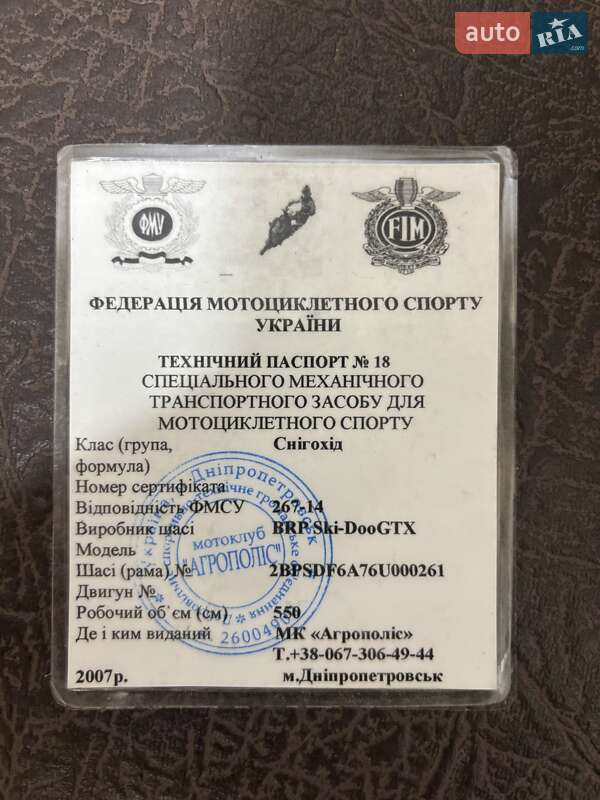 auto RIA .com
ФМУ
FIM
ФЕДЕРАЦІЯ МОТОЦИКЛЕТНОГО СПОРТУ
УКРАЇНИ
ТЕХНІЧНИЙ ПАСПОРТ № 18
СПЕЦІАЛЬНОГО МЕХАНІЧНОГО
ТРАНСПОРТНОГО ЗАСОБУ ДЛЯ
МОТОЦИКЛЕТНОГО СПОРТУ
Клас (група, Снігохід
формула)
Номер сертифіката
Відповідність ФМСУ 267-14
Виробник шасі BRP Ski-DooGTX
Модель
Шасі (рама) № 2BPSDF6A76U000261
Двигун №
Робочий об`єм (см) 550
Де і ким виданий МК «Агрополіс»
Т.+38-067-306-49-44
2007р. м.Дніпропетровськ
мотоклуб
"АГРОПОЛІС"